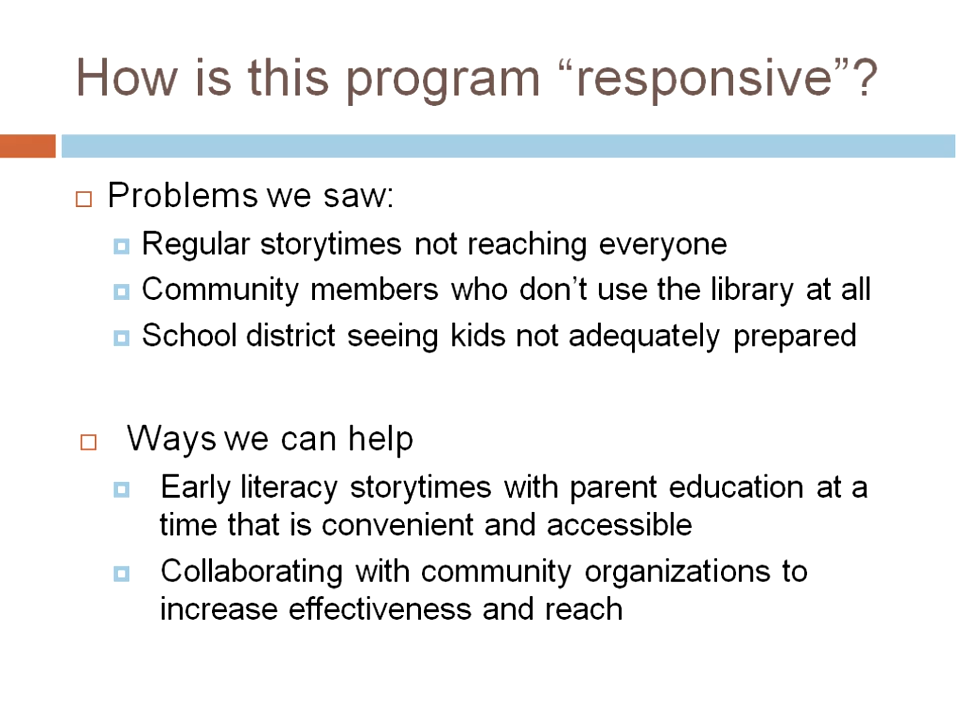 How is this program “responsive”?
Problems we saw:
Regular storytimes not reaching everyone
Community members who don’t use the library at all
School district seeing kids not adequately prepared
Ways we can help
Early literacy storytimes with parent education at a
time that is convenient and accessible
Collaborating with community organizations to
increase effectiveness and reach